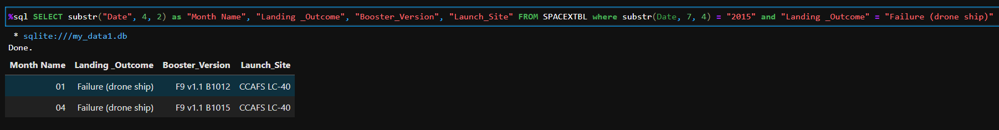 %sql SELECT substr("Date", 4, 2) as "Month Name", "Landing _Outcome", "Booster_Version", "Launch_Site" FROM SPACEXTBL where substr(Date, 7, 4) = "2015" and "Landing _Outcome" = "Failure (drone ship)"
* sqlite:///my_data1.db
Done.
Month Name Landing _Outcome Booster_Version Launch_Site
01 Failure (drone ship) F9 v1.1 B1012 CCAFS LC-40
04 Failure (drone ship) F9 v1.1 B1015 CCAFS LC-40